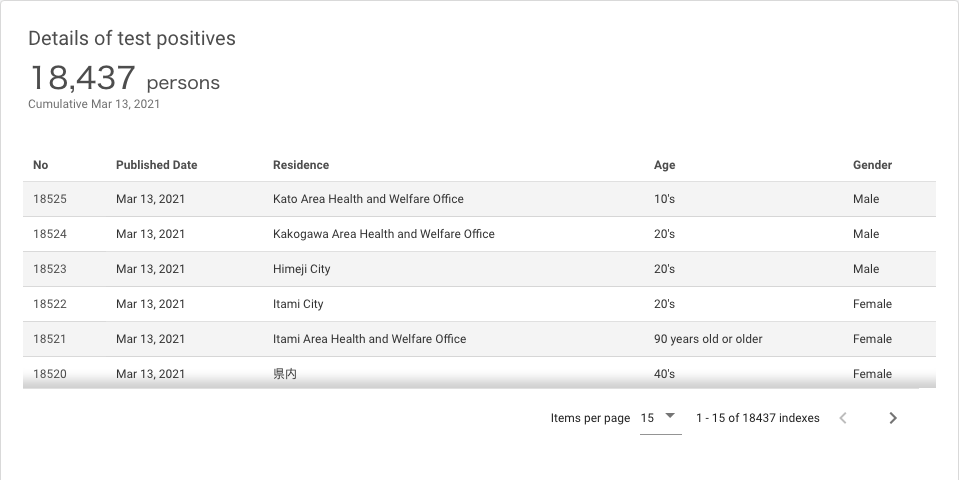 Details of test positives
18,437 persons
Cumulative Mar 13, 2021
No Published Date Residence Age Gender
18525 Mar 13, 2021 Kato Area Health and Welfare Office 10's Male
18524 Mar 13, 2021 Kakogawa Area Health and Welfare Office 20's Male
18523 Mar 13, 2021 Himeji City 20's Male
18522 Mar 13, 2021 Itami City 20's Female
18521 Mar 13, 2021 Itami Area Health and Welfare Office 90 years old or older Female
18520 Mar 13, 2021 県内 40's Female
Items per page 15 1 - 15 of 18437 indexes